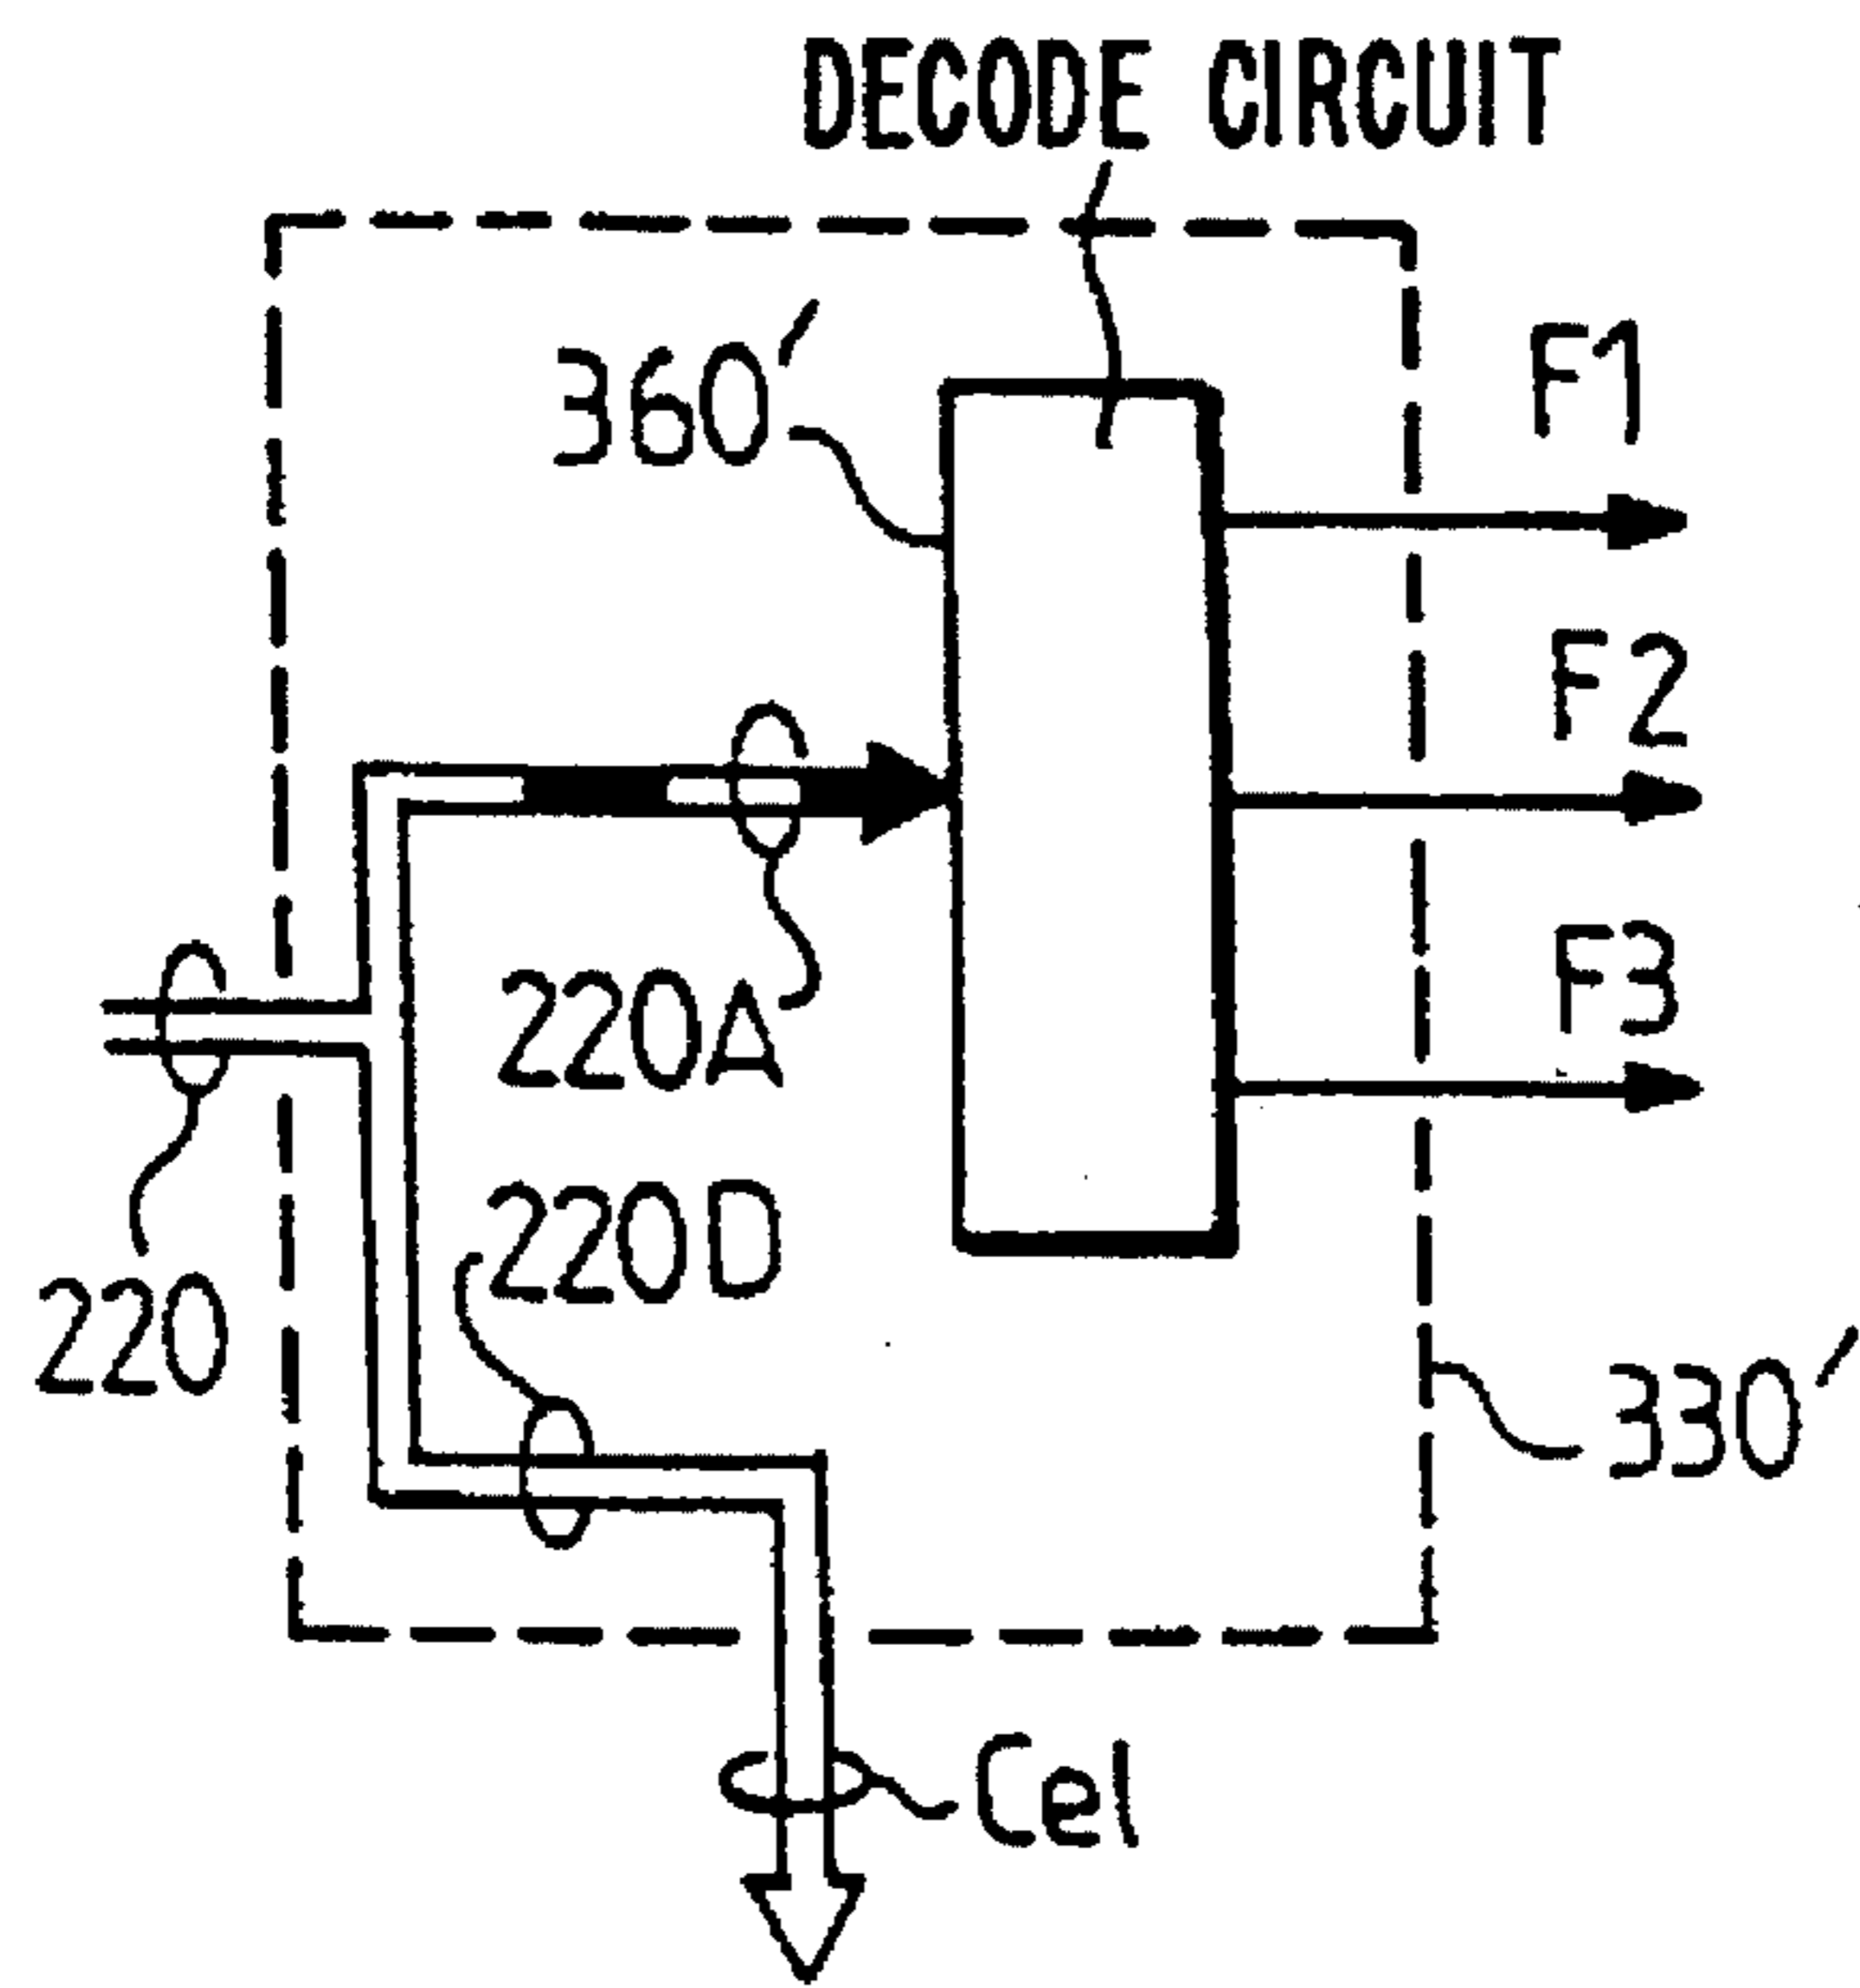 DECODE CIRCUIT
360'
F1
F2
F3
220A
220D
220
330'
Cel